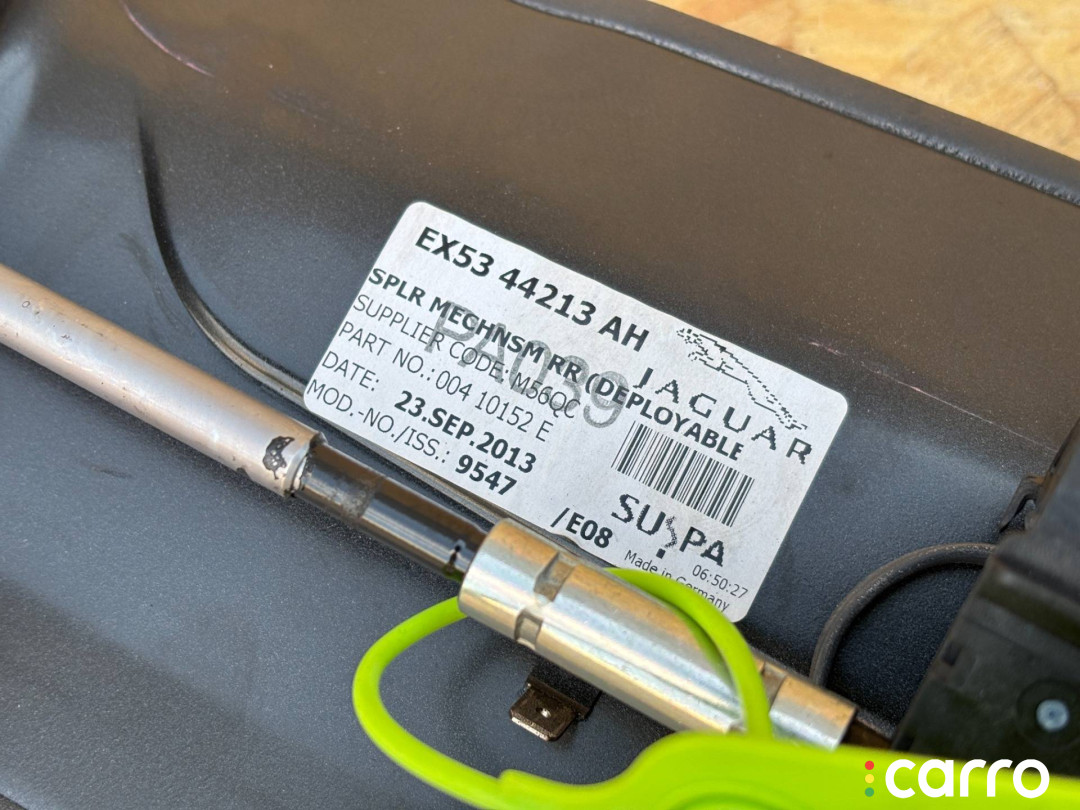 EX53 44213 AH
JAGUAR
SPLR MECHNSM RR (DEPLOYABLE
PA039
SUPPLIER CODE: M56QC
PART NO.: 004 10152 E
DATE: 23.SEP.2013
MOD.-NO./ISS.: 9547 /E08
SUSPA
06:50:27
Made in Germany
carro